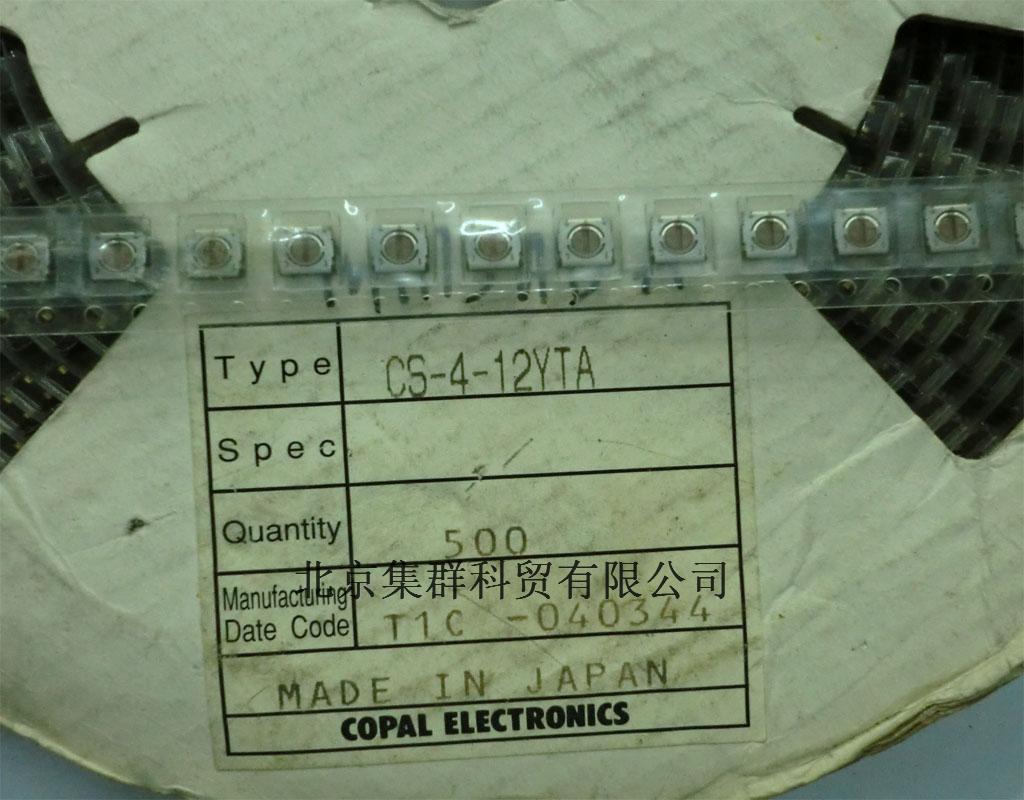 Type CS-4-12YTA
Spec
Quantity 500
北京集群科贸有限公司
Manufacturing
Date Code T1C -040344
MADE IN JAPAN
COPAL ELECTRONICS